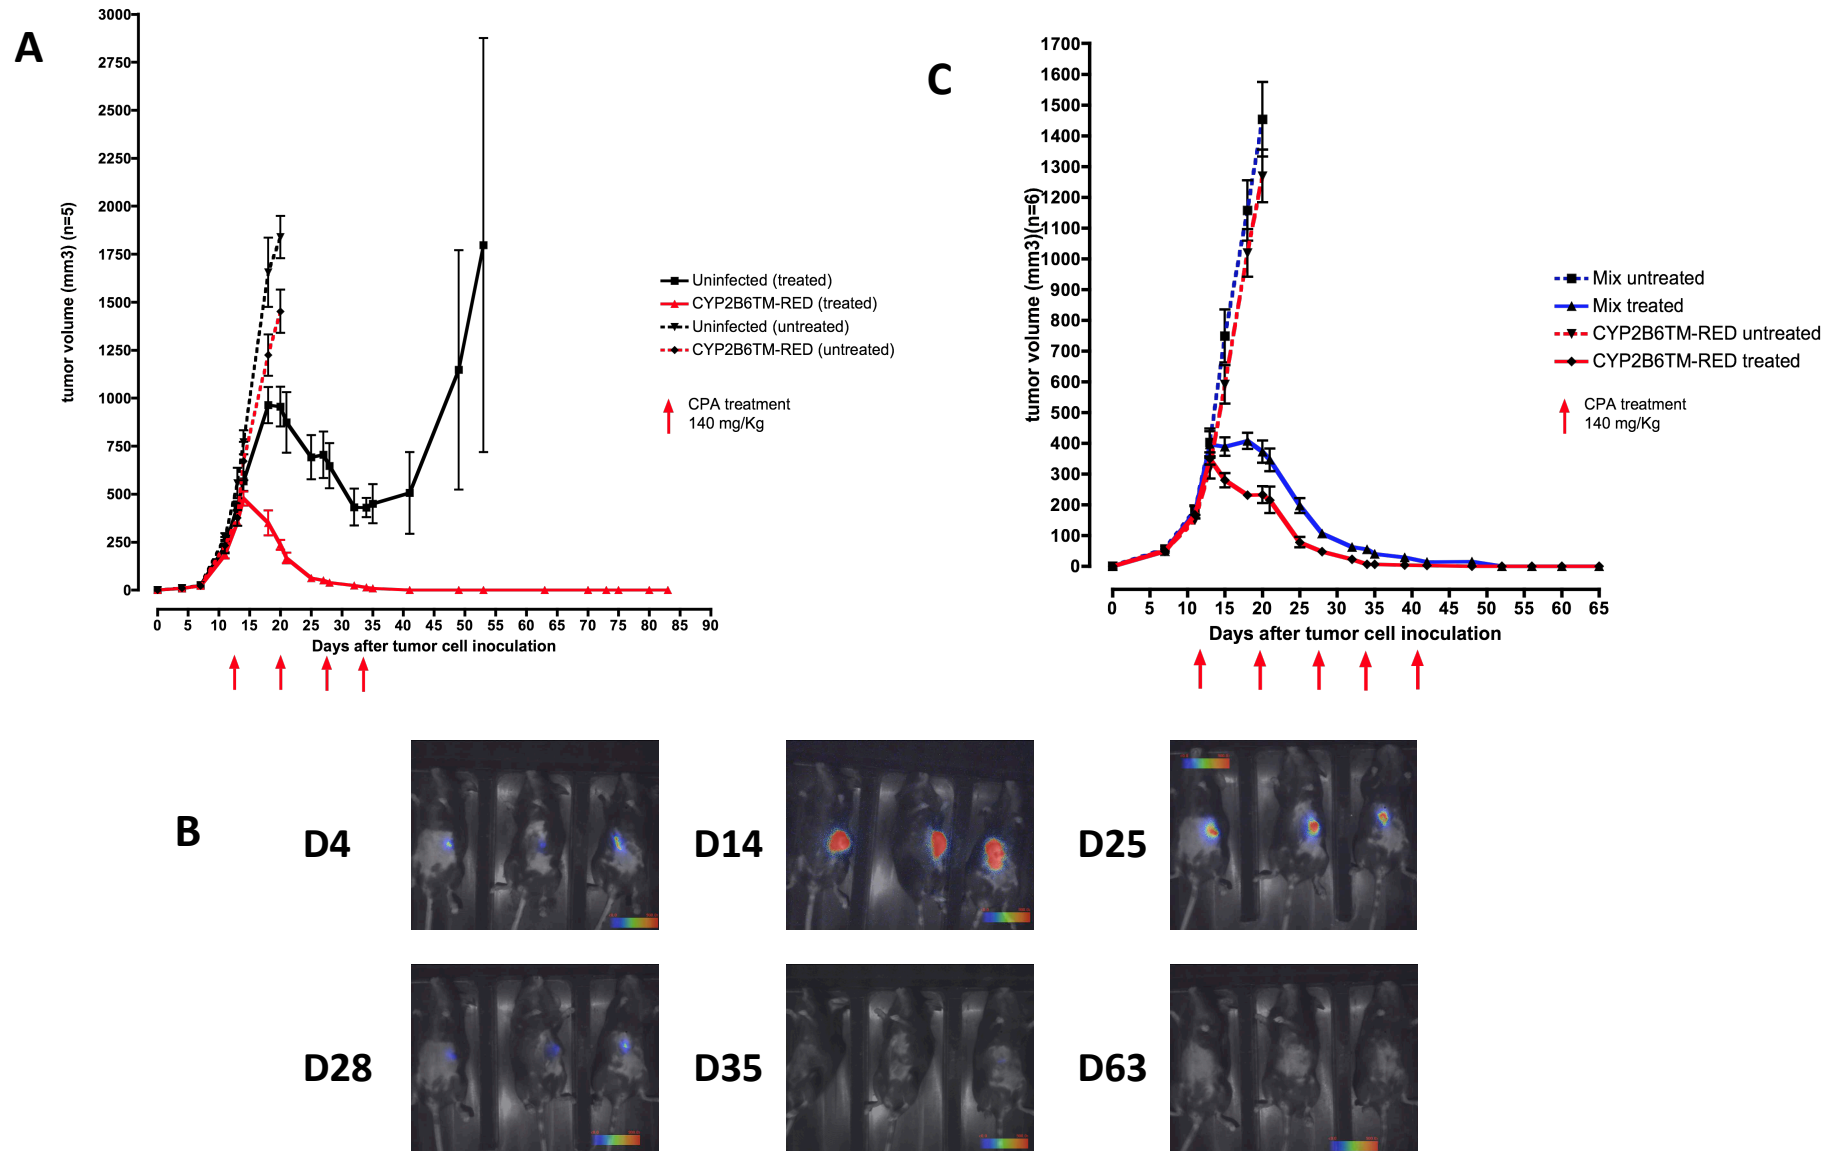 A
3000
2750
2500
2250
2000
1750
1500
1250
1000
750
500
250
0
tumor volume (mm3) (n=5)
0 5 10 15 20 25 30 35 40 45 50 55 60 65 70 75 80 85 90
Days after tumor cell inoculation
Uninfected (treated)
CYP2B6TM-RED (treated)
Uninfected (untreated)
CYP2B6TM-RED (untreated)
CPA treatment
140 mg/Kg
C
1700
1600
1500
1400
1300
1200
1100
1000
900
800
700
600
500
400
300
200
100
0
tumor volume (mm3)(n=6)
0 5 10 15 20 25 30 35 40 45 50 55 60 65
Days after tumor cell inoculation
Mix untreated
Mix treated
CYP2B6TM-RED untreated
CYP2B6TM-RED treated
CPA treatment
140 mg/Kg
B
D4
D14
D25
D28
D35
D63